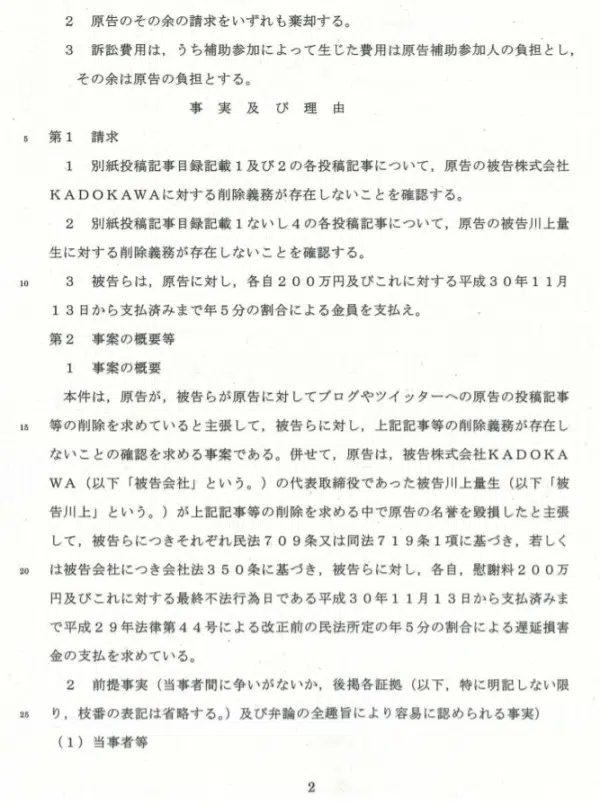 ２　原告のその余の請求をいずれも棄却する。
３　訴訟費用は，うち補助参加によって生じた費用は原告補助参加人の負担とし，
その余は原告の負担とする。
事　実　及　び　理　由
5 第１　請求
１　別紙投稿記事目録記載１及び２の各投稿記事について，原告の被告株式会社
ＫＡＤＯＫＡＷＡに対する削除義務が存在しないことを確認する。
２　別紙投稿記事目録記載１ないし４の各投稿記事について，原告の被告川上量
生に対する削除義務が存在しないことを確認する。
10 ３　被告らは，原告に対し，各自２００万円及びこれに対する平成３０年１１月
１３日から支払済みまで年５分の割合による金員を支払え。
第２　事案の概要等
１　事案の概要
本件は，原告が，被告らが原告に対してブログやツイッターへの原告の投稿記事
15 等の削除を求めていると主張して，被告らに対し，上記記事等の削除義務が存在し
ないことの確認を求める事案である。併せて，原告は，被告株式会社ＫＡＤＯＫＡ
ＷＡ（以下「被告会社」という。）の代表取締役であった被告川上量生（以下「被
告川上」という。）が上記記事等の削除を求める中で原告の名誉を毀損したと主張
して，被告らにつきそれぞれ民法７０９条又は同法７１９条１項に基づき，若しく
20 は被告会社につき会社法３５０条に基づき，被告らに対し，各自，慰謝料２００万
円及びこれに対する最終不法行為日である平成３０年１１月１３日から支払済みま
で平成２９年法律第４４号による改正前の民法所定の年５分の割合による遅延損害
金の支払を求めている。
２　前提事実（当事者間に争いがないか，後掲各証拠（以下，特に明記しない限
25 り，枝番の表記は省略する。）及び弁論の全趣旨により容易に認められる事実）
（１）当事者等
2